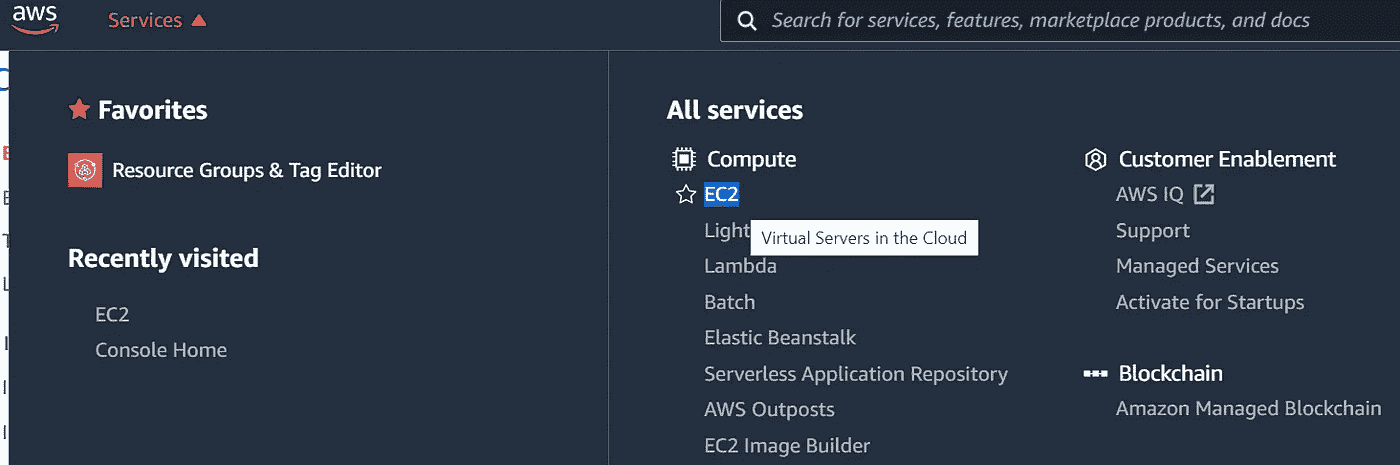 aws
Services
Search for services, features, marketplace products, and docs
Favorites
Resource Groups & Tag Editor
Recently visited
EC2
Console Home
All services
Compute
EC2
Light
Virtual Servers in the Cloud
Lambda
Batch
Elastic Beanstalk
Serverless Application Repository
AWS Outposts
EC2 Image Builder
Customer Enablement
AWS IQ
Support
Managed Services
Activate for Startups
Blockchain
Amazon Managed Blockchain